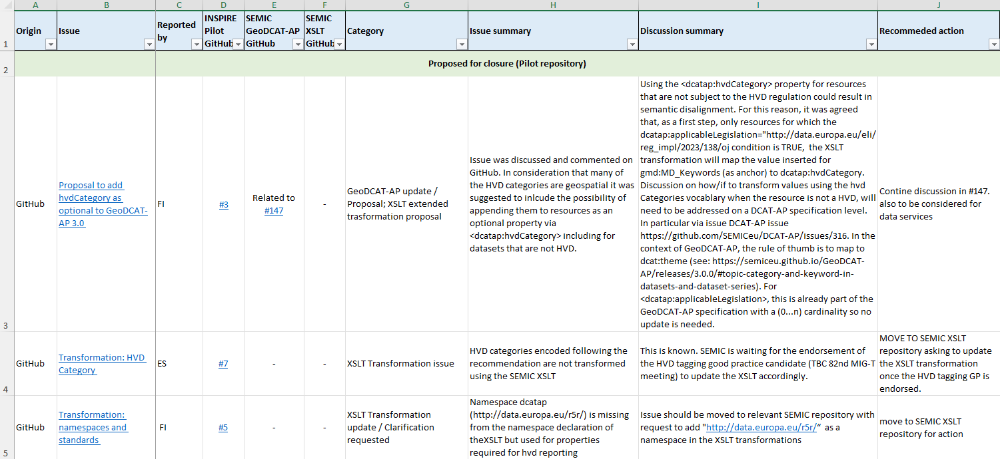 A B C D E F G H I J
1 Origin
Issue
Reported
by
INSPIRE
Pilot
GitHub
SEMIC
GeoDCAT-AP
GitHub
SEMIC
XSLT
GitHub
Category
Issue summary
Discussion summary
Recommeded action
2
Proposed for closure (Pilot repository)
3
GitHub
Proposal to add
hvdCategory as
optional to GeoDCAT-
AP 3.0
FI
#3
Related to
#147
-
GeoDCAT-AP update /
Proposal; XSLT extended
trasformation proposal
Issue was discussed and commented on
GitHub. In consideration that many of
the HVD categories are geospatial it was
suggested to inlcude the possibility of
appending them to resources as an
optional property via
<dcatap:hvdCategory> including for
datasets that are not HVD.
Using the <dcatap:hvdCategory> property for resources
that are not subject to the HVD regulation could result in
semantic disalignment. For this reason, it was agreed
that, as a first step, only resources for which the
dcatap:applicableLegislation="http://data.europa.eu/eli/
reg_impl/2023/138/oj condition is TRUE, the XSLT
transformation will map the value inserted for
gmd:MD_Keywords (as anchor) to dcatap:hvdCategory.
Discussion on how/if to transform values using the hvd
Categories vocablary when the resource is not a HVD, will
need to be addressed on a DCAT-AP specification level.
In particular via issue DCAT-AP issue
https://github.com/SEMICeu/DCAT-AP/issues/316. In the
context of GeoDCAT-AP, the rule of thumb is to map to
dcat:theme (see: https://semiceu.github.io/GeoDCAT-
AP/releases/3.0.0/#topic-category-and-keyword-in-
datasets-and-dataset-series). For
<dcatap:applicableLegislation>, this is already part of the
GeoDCAT-AP specification with a (0...n) cardinality so no
update is needed.
Contine discussion in #147.
also to be considered for
data services
4
GitHub
Transformation: HVD
Category
ES
#7
-
-
XSLT Transformation issue
HVD categories encoded following the
recommendation are not transformed
using the SEMIC XSLT
This is known. SEMIC is waiting for the endorsement of
the HVD tagging good practice candidate (TBC 82nd MIG-T
meeting) to update the XSLT accordingly.
MOVE TO SEMIC XSLT
repository asking to update
the XSLT transformation
once the HVD tagging GP is
endorsed.
5
GitHub
Transformation:
namespaces and
standards
FI
#5
-
-
XSLT Transformation
update / Clarification
requested
Namespace dcatap
(http://data.europa.eu/r5r/) is missing
from the namespace declaration of
theXSLT but used for properties
required for hvd reporting
Issue should be moved to relevant SEMIC repository with
request to add "http://data.europa.eu/r5r/“ as a
namespace in the XSLT transformations
move to SEMIC XSLT
repository for action